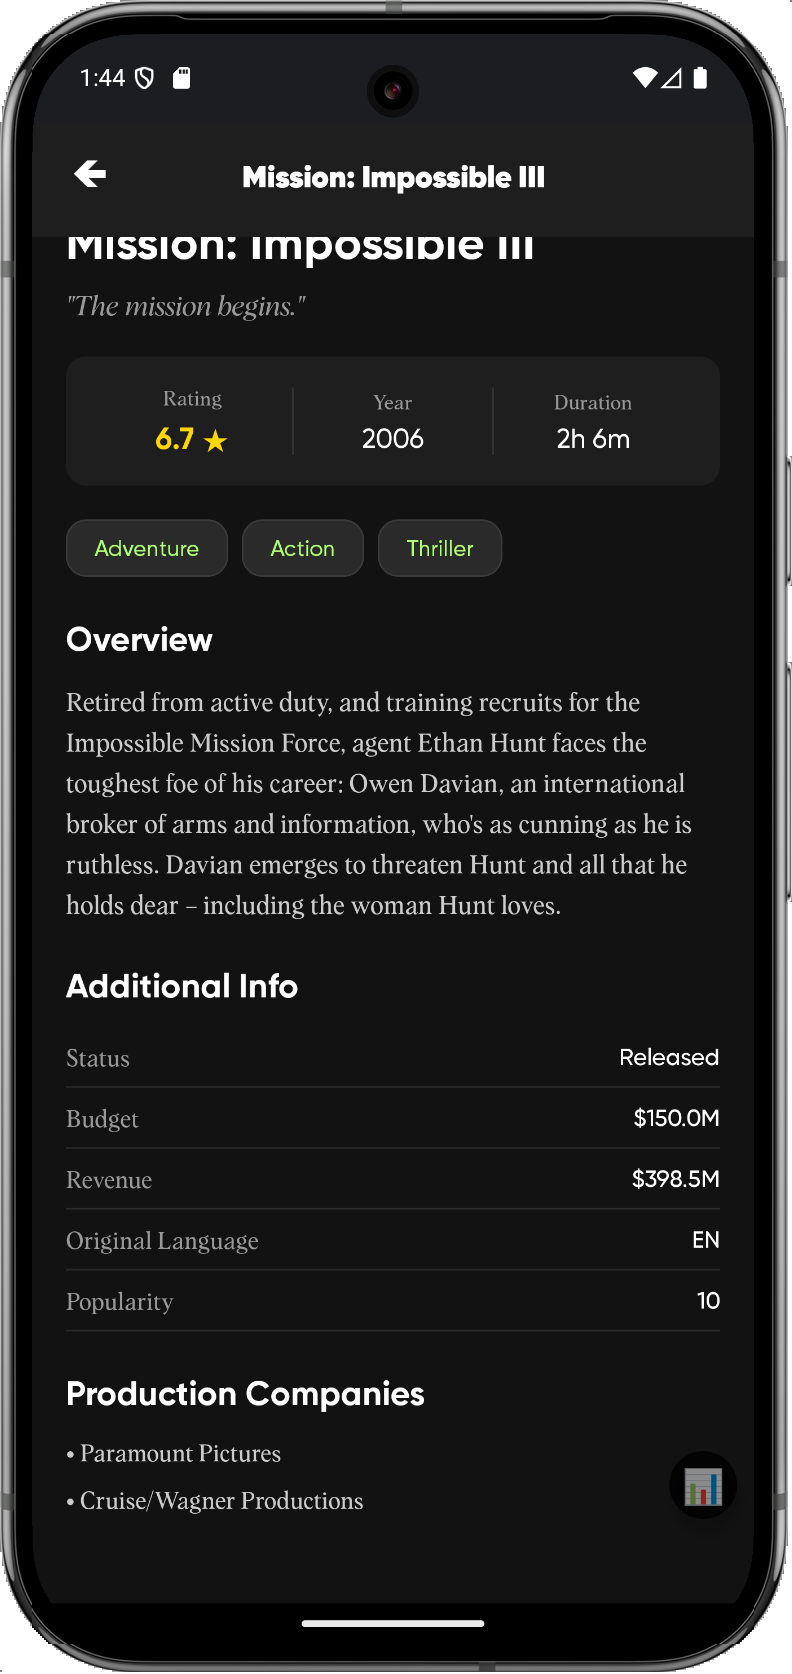 1:44
Mission: Impossible III
Mission: Impossible III
"The mission begins."
Rating
Year
Duration
6.7 ★
2006
2h 6m
Adventure
Action
Thriller
Overview
Retired from active duty, and training recruits for the
Impossible Mission Force, agent Ethan Hunt faces the
toughest foe of his career: Owen Davian, an international
broker of arms and information, who's as cunning as he is
ruthless. Davian emerges to threaten Hunt and all that he
holds dear – including the woman Hunt loves.
Additional Info
Status Released
Budget $150.0M
Revenue $398.5M
Original Language EN
Popularity 10
Production Companies
• Paramount Pictures
• Cruise/Wagner Productions